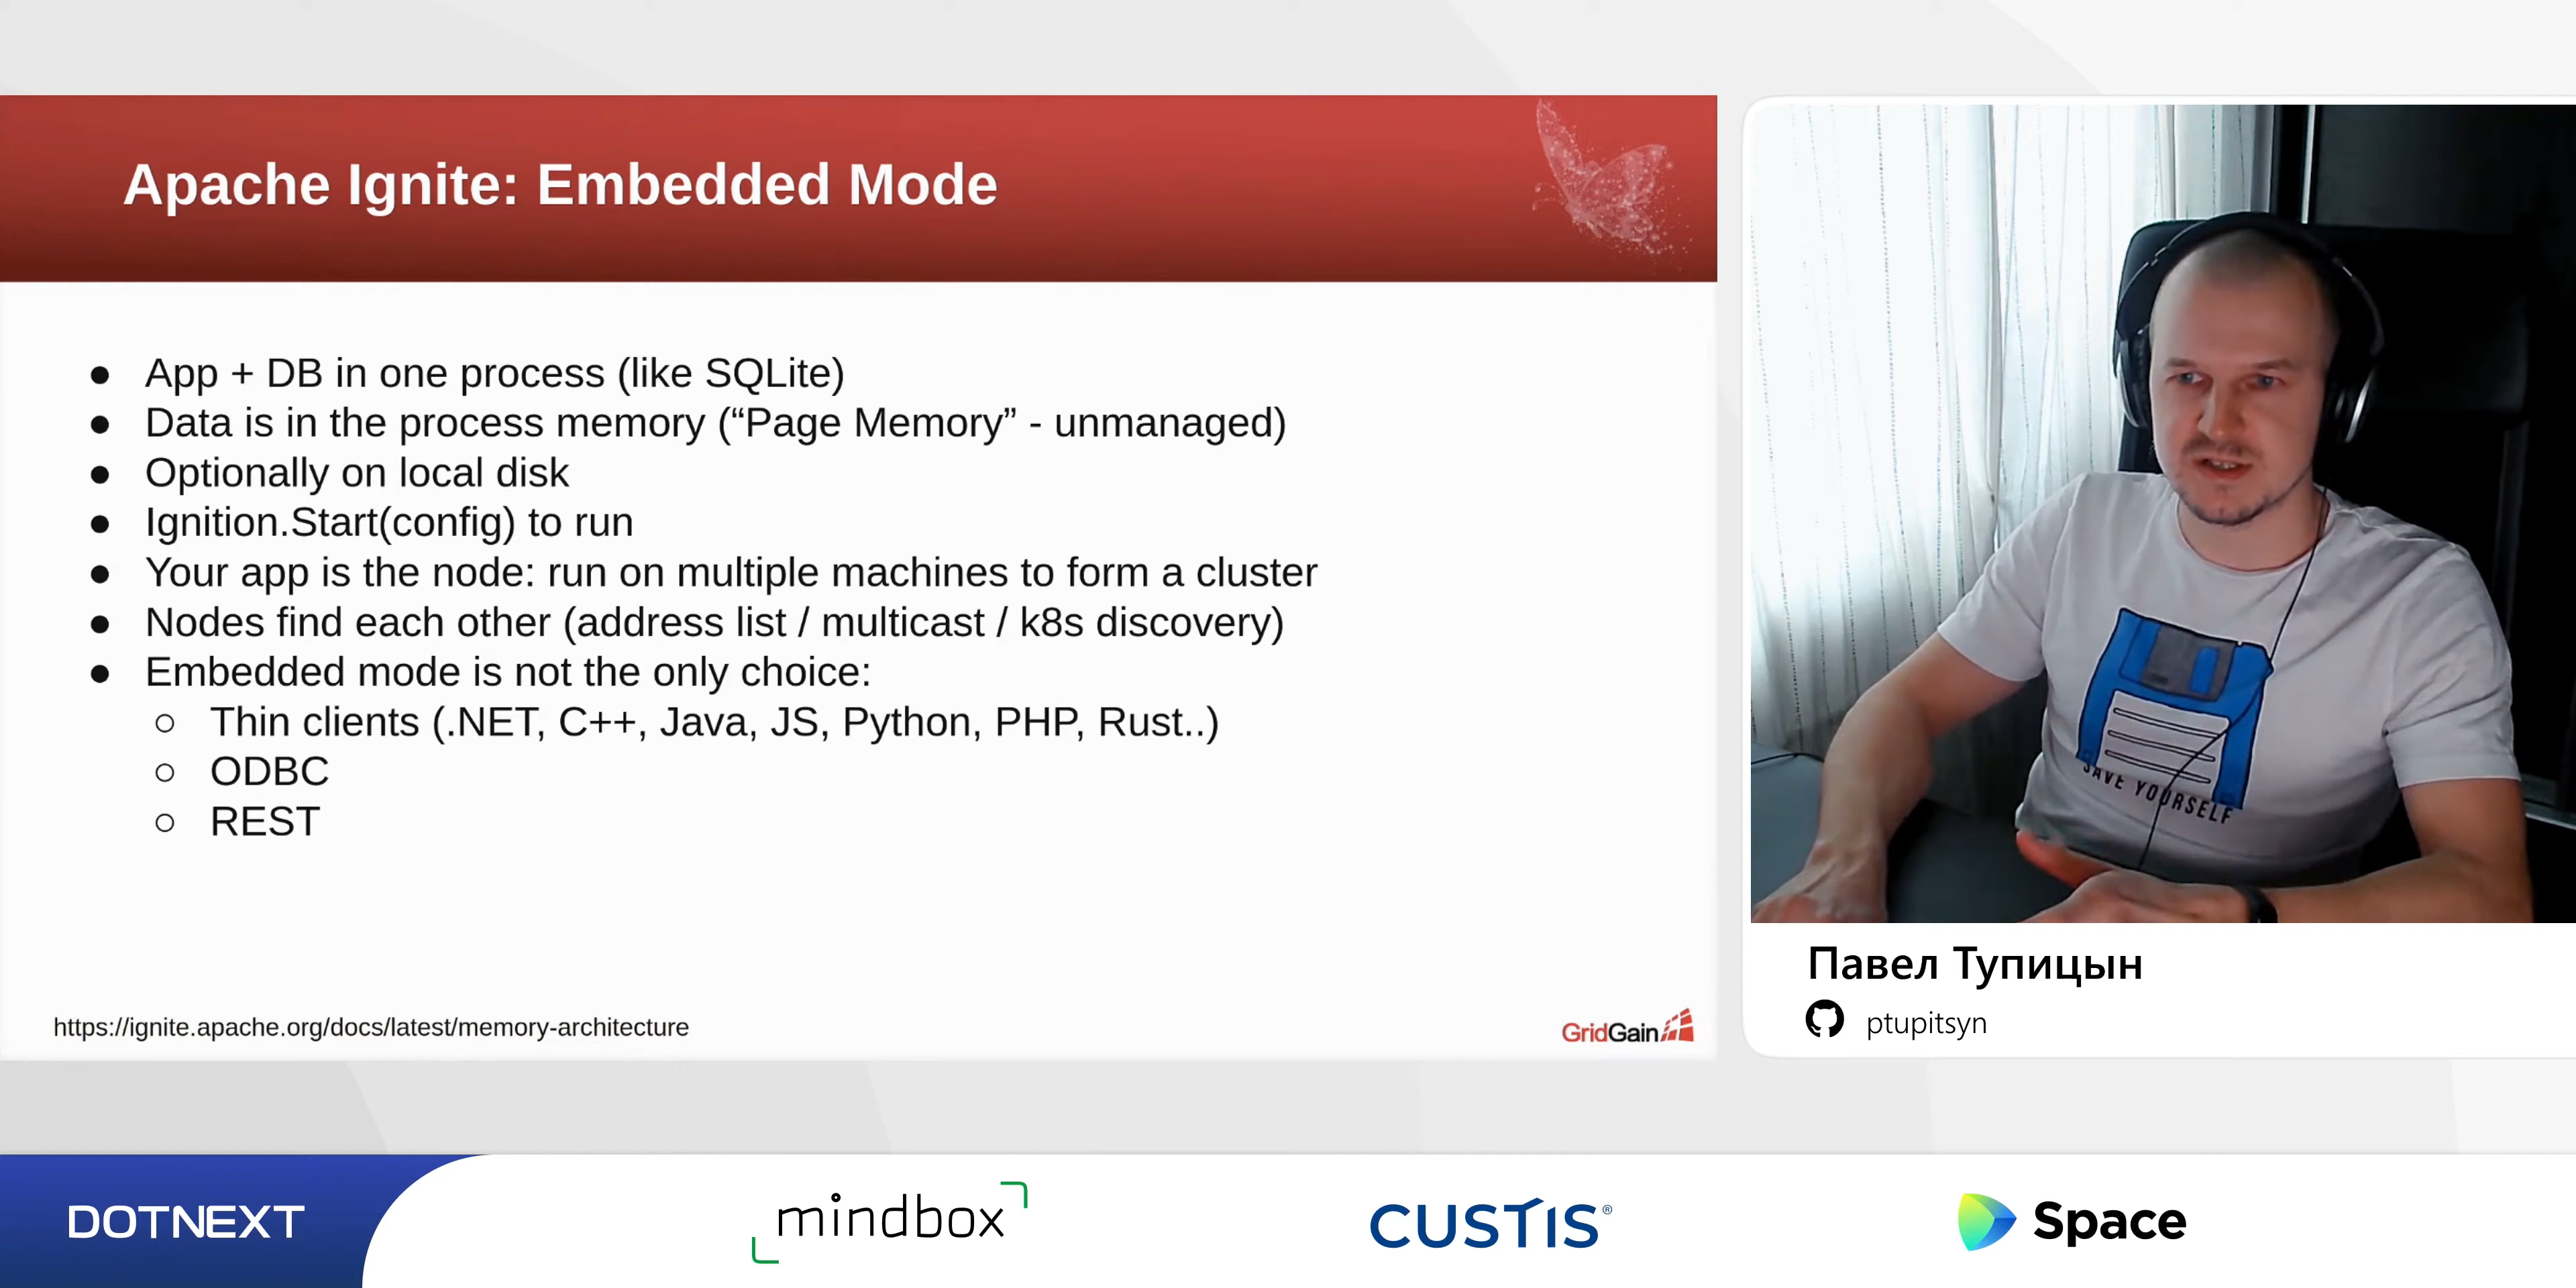 Apache Ignite: Embedded Mode
● App + DB in one process (like SQLite)
● Data is in the process memory (“Page Memory” - unmanaged)
● Optionally on local disk
● Ignition.Start(config) to run
● Your app is the node: run on multiple machines to form a cluster
● Nodes find each other (address list / multicast / k8s discovery)
● Embedded mode is not the only choice:
○ Thin clients (.NET, C++, Java, JS, Python, PHP, Rust..)
○ ODBC
○ REST
https://ignite.apache.org/docs/latest/memory-architecture
GridGain
SAVE YOURSELF
Павел Тупицын
ptupitsyn
DOTNEXT
mindbox
CUSTIS®
Space